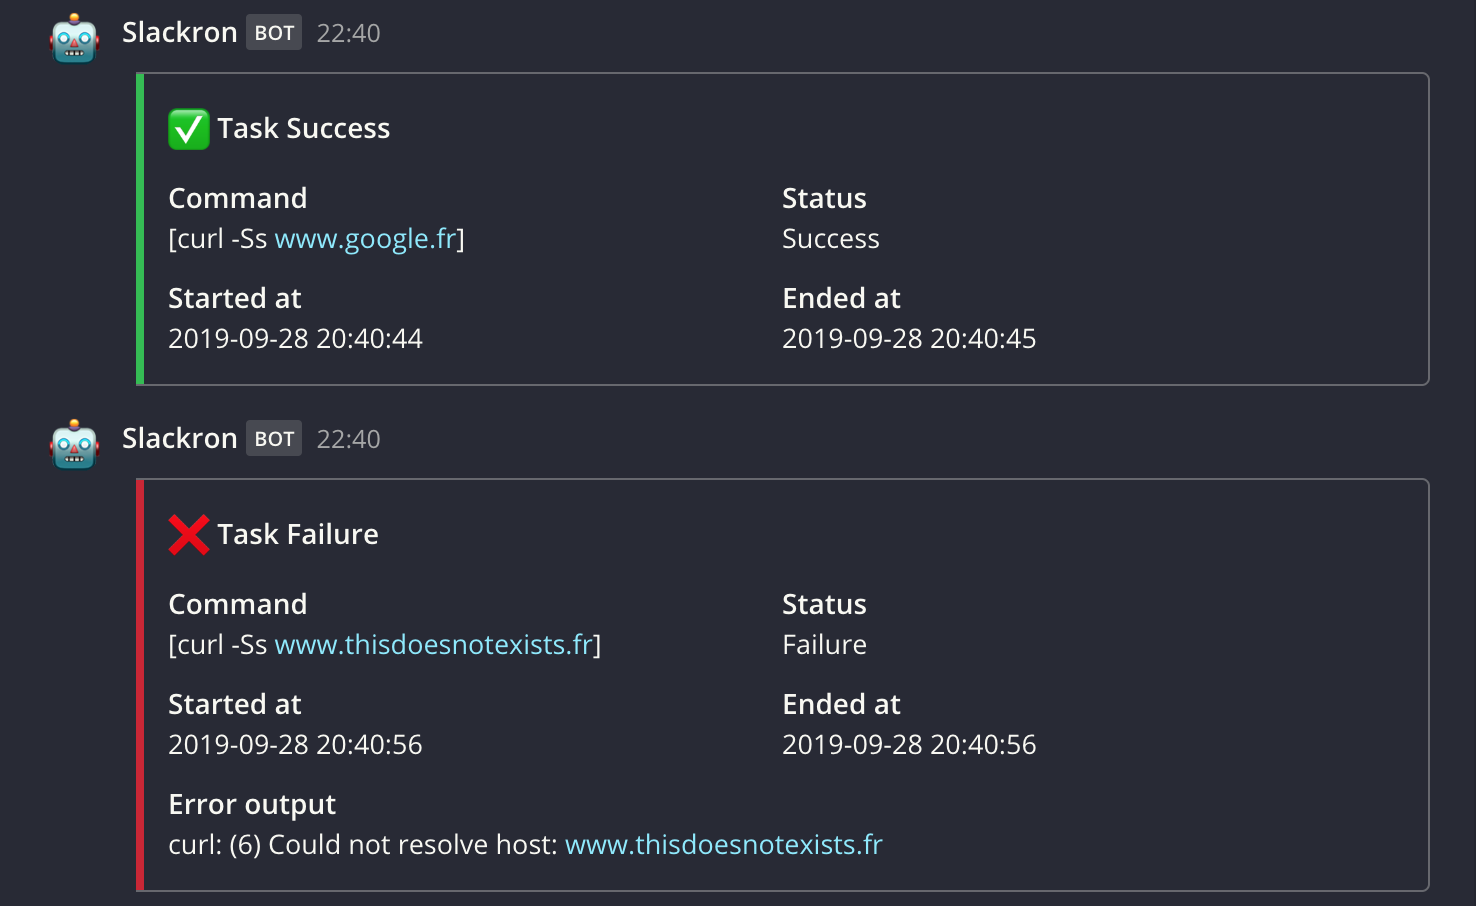 Slackron BOT 22:40
Task Success
Command Status
[curl -Ss www.google.fr] Success
Started at Ended at
2019-09-28 20:40:44 2019-09-28 20:40:45
Slackron BOT 22:40
Task Failure
Command Status
[curl -Ss www.thisdoesnotexists.fr] Failure
Started at Ended at
2019-09-28 20:40:56 2019-09-28 20:40:56
Error output
curl: (6) Could not resolve host: www.thisdoesnotexists.fr